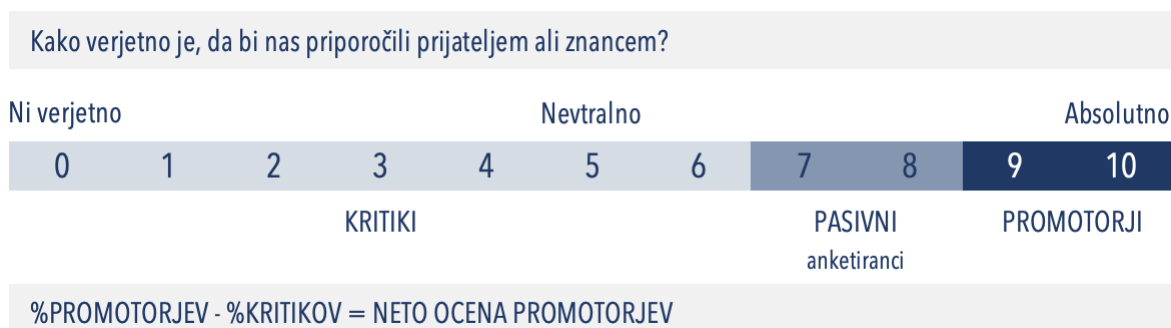 Kako verjetno je, da bi nas priporočili prijateljem ali znancem?
Ni verjetno Nevtralno Absolutno
0 1 2 3 4 5 6 7 8 9 10
KRITIKI PASIVNI PROMOTORJI
anketiranci
%PROMOTORJEV - %KRITIKOV = NETO OCENA PROMOTORJEV